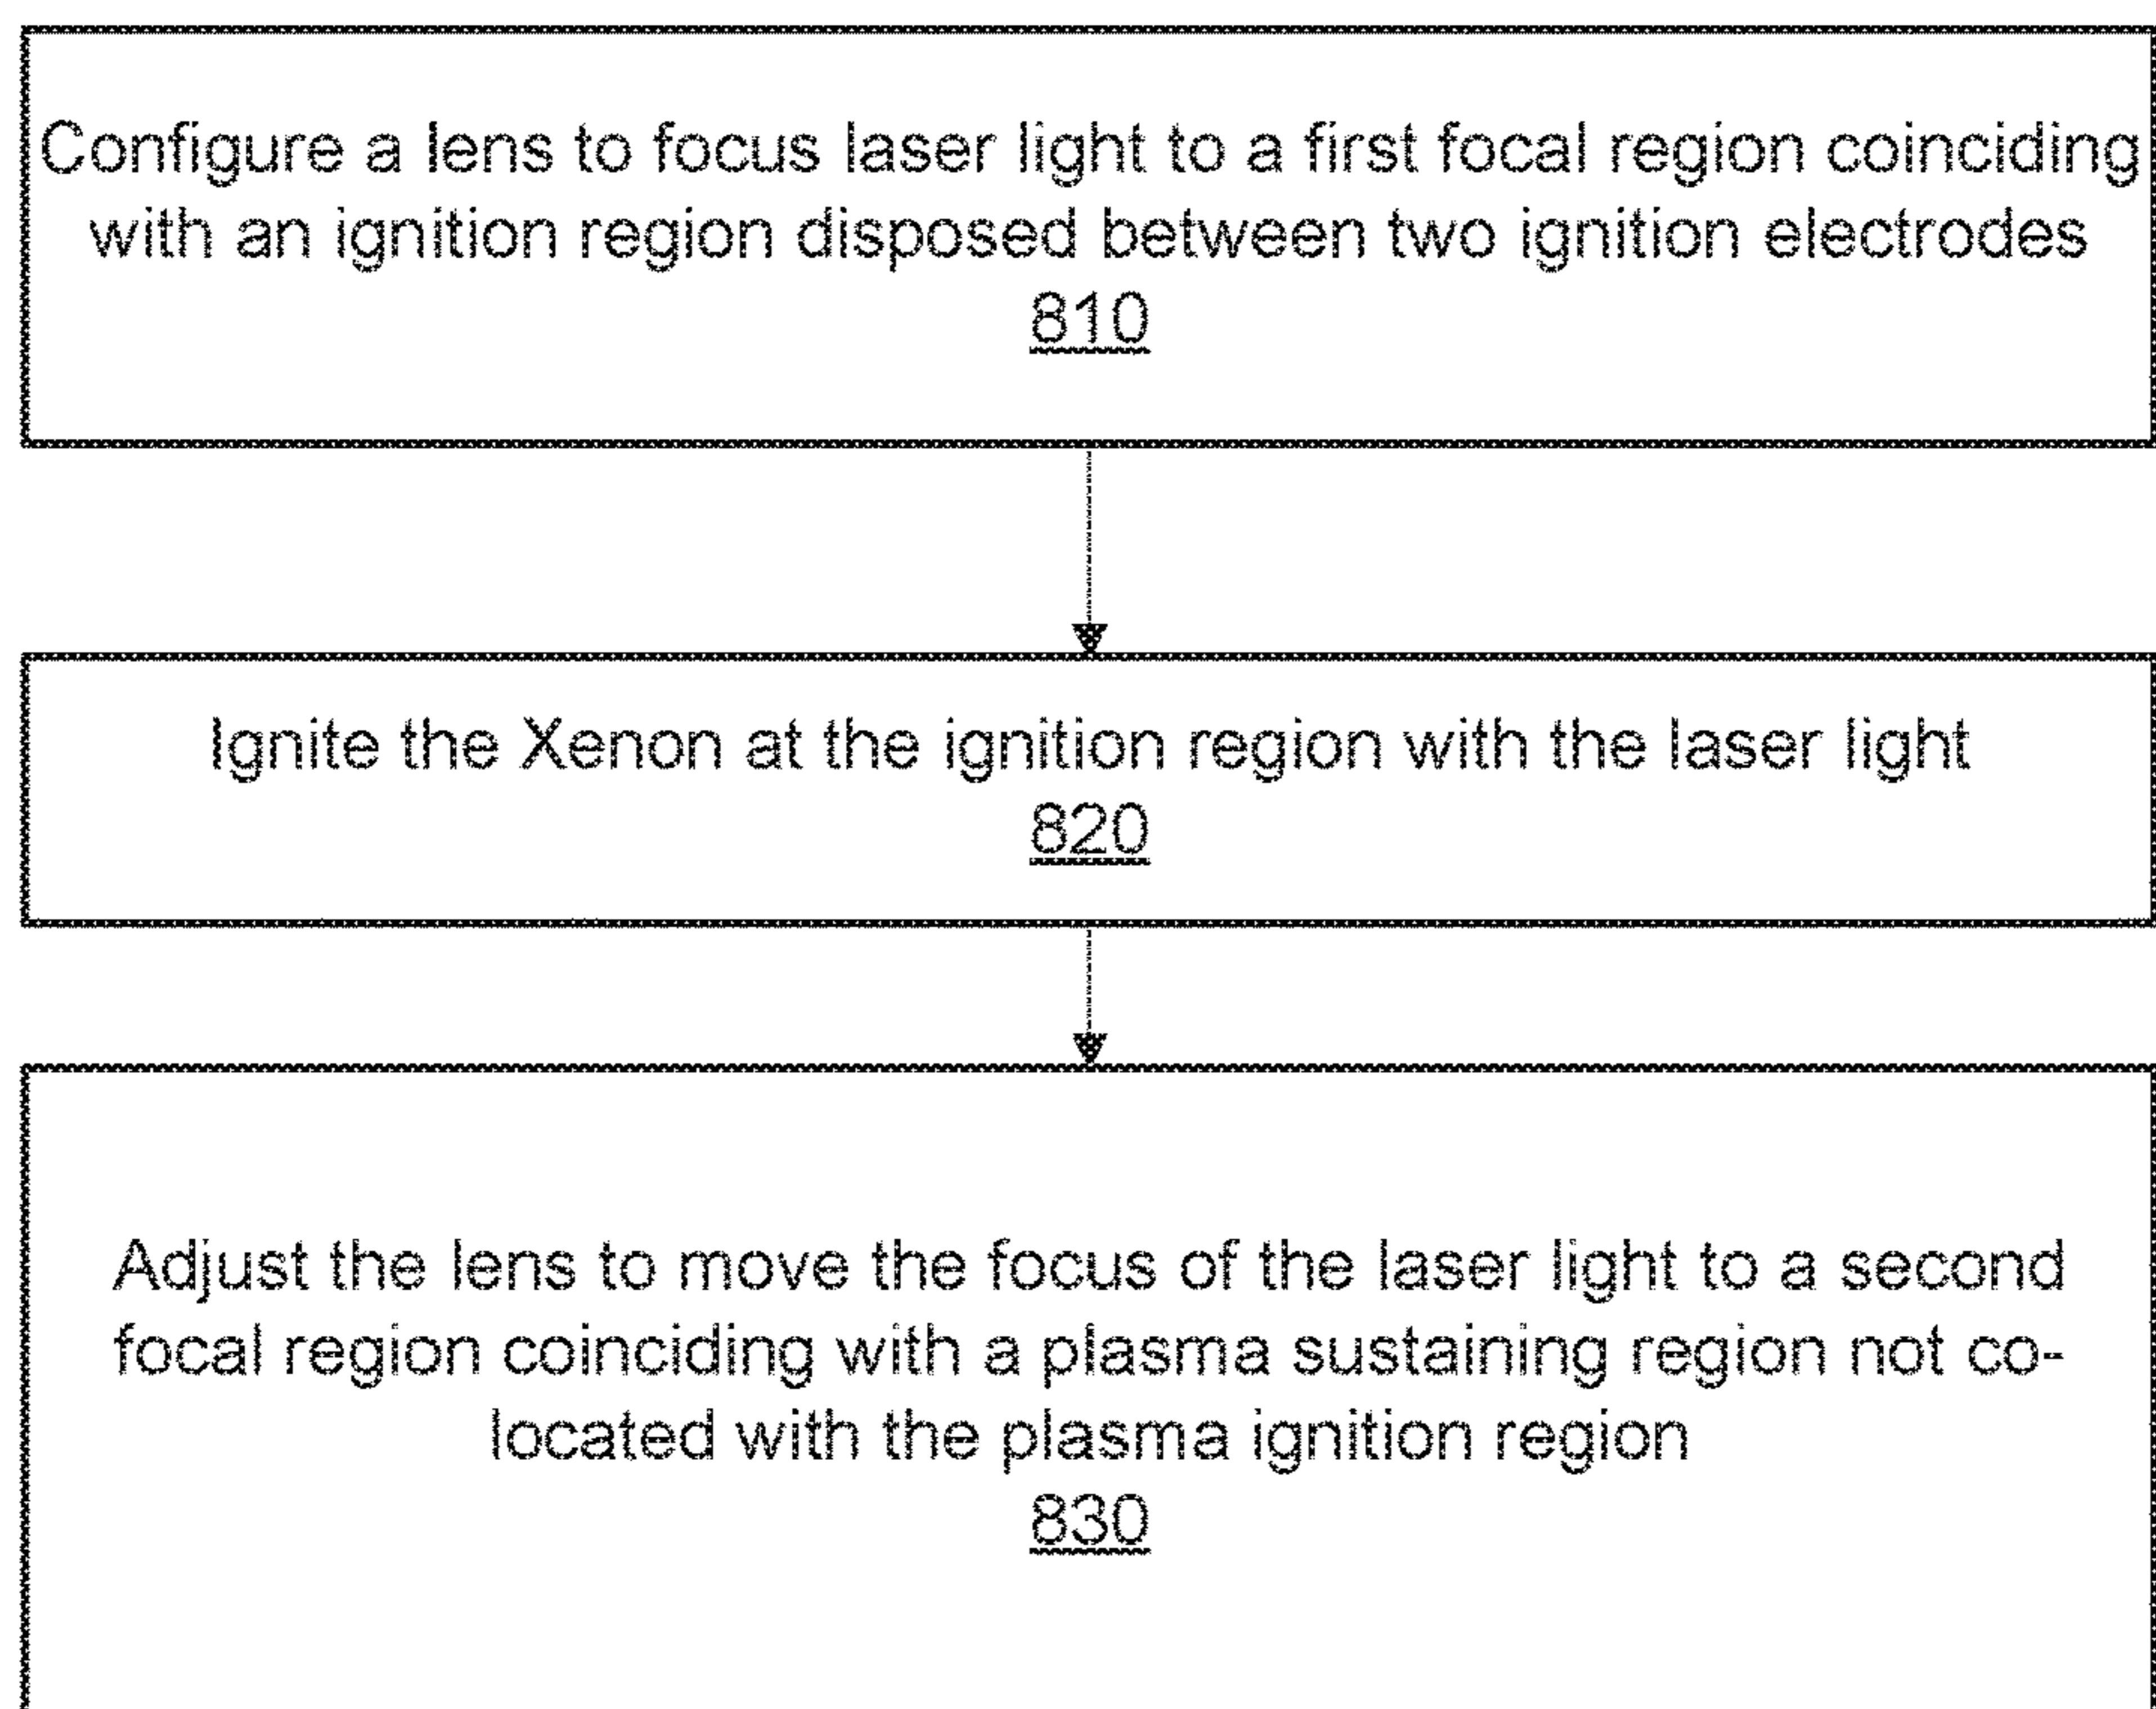 Configure a lens to focus laser light to a first focal region coinciding
with an ignition region disposed between two ignition electrodes
810
Ignite the Xenon at the ignition region with the laser light
820
Adjust the lens to move the focus of the laser light to a second
focal region coinciding with a plasma sustaining region not co-
located with the plasma ignition region
830